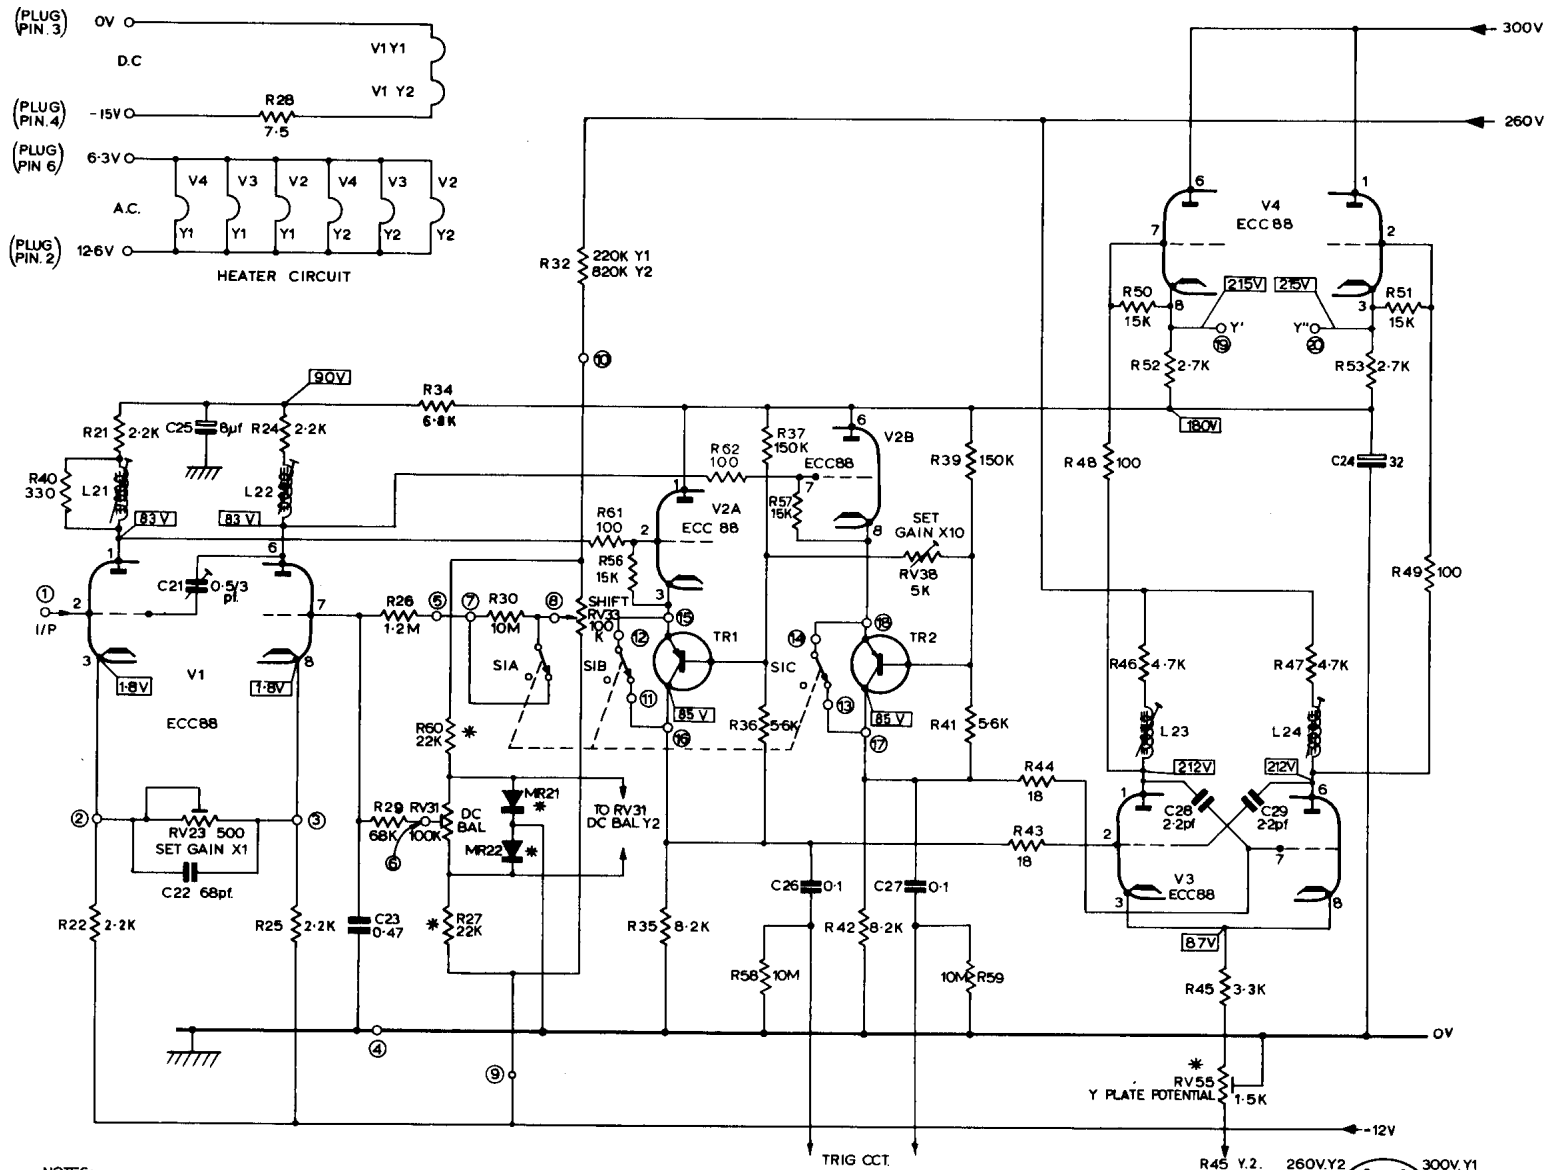 (PLUG PIN.3) 0V
D.C
(PLUG PIN.4) -15V
R28
7.5
V1 Y1
V1 Y2
(PLUG PIN 6) 6.3V
A.C.
(PLUG PIN.2) 12.6V
V4 V3 V2 V4 V3 V2
Y1 Y1 Y1 Y2 Y2 Y2
HEATER CIRCUIT
300V
260V
R32
220K Y1
820K Y2
10
V4
ECC88
6
1
7
2
8
3
215V
215V
R50
15K
R51
15K
Y'
19
Y"
20
R52 2.7K
R53 2.7K
180V
90V
R34
6.8K
R21 2.2K
C25 8µf
R24 2.2K
R40
330
L21
L22
83V
83V
R62
100
R37
150K
V2B
ECC88
6
7
8
R57
15K
R39 150K
R48 100
C24 32
R61
100
R56
15K
1
2
3
V2A
ECC 88
SET
GAIN X10
RV38
5K
R49 100
1
I/P
1
2
3
6
7
8
C21 0.5/3
pf.
1.8V
1.8V
V1
ECC88
R26
1.2M
5
7
R30
10M
8
SHIFT
RV33
100
K
12
15
TR1
14
18
TR2
S1A
S1B
S1C
11
16
85V
13
17
85V
R36 5.6K
R41 5.6K
R46 4.7K
R47 4.7K
L23
L24
212V
212V
R60
22K
*
2
3
RV23 500
SET GAIN X1
C22 68pf.
R29
68K
6
RV31
100K
DC
BAL
MR21
*
MR22 *
TO RV31
DC BAL Y2
R44
18
R43
18
1
2
3
6
7
8
C28
2.2pf
C29
2.2pf
V3
ECC88
87V
R22 2.2K
R25 2.2K
C23
0.47
*
R27
22K
R35 8.2K
C26 0.1
C27 0.1
R42 8.2K
R58 10M
10M R59
R45 3.3K
4
0V
9
*
RV55
Y PLATE POTENTIAL
1.5K
-12V
TRIG CCT.
R45 Y.2.
260V.Y2
300V.Y1